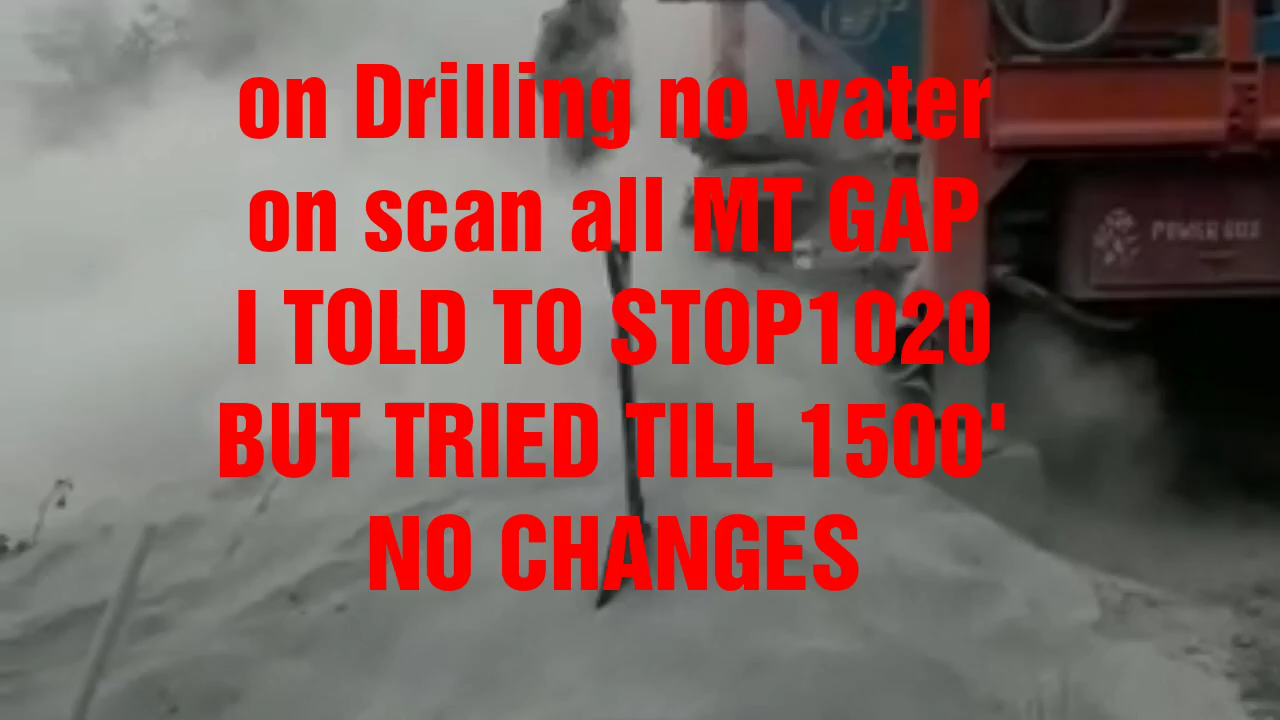 on Drilling no water
on scan all MT GAP
I TOLD TO STOP1020
BUT TRIED TILL 1500'
NO CHANGES